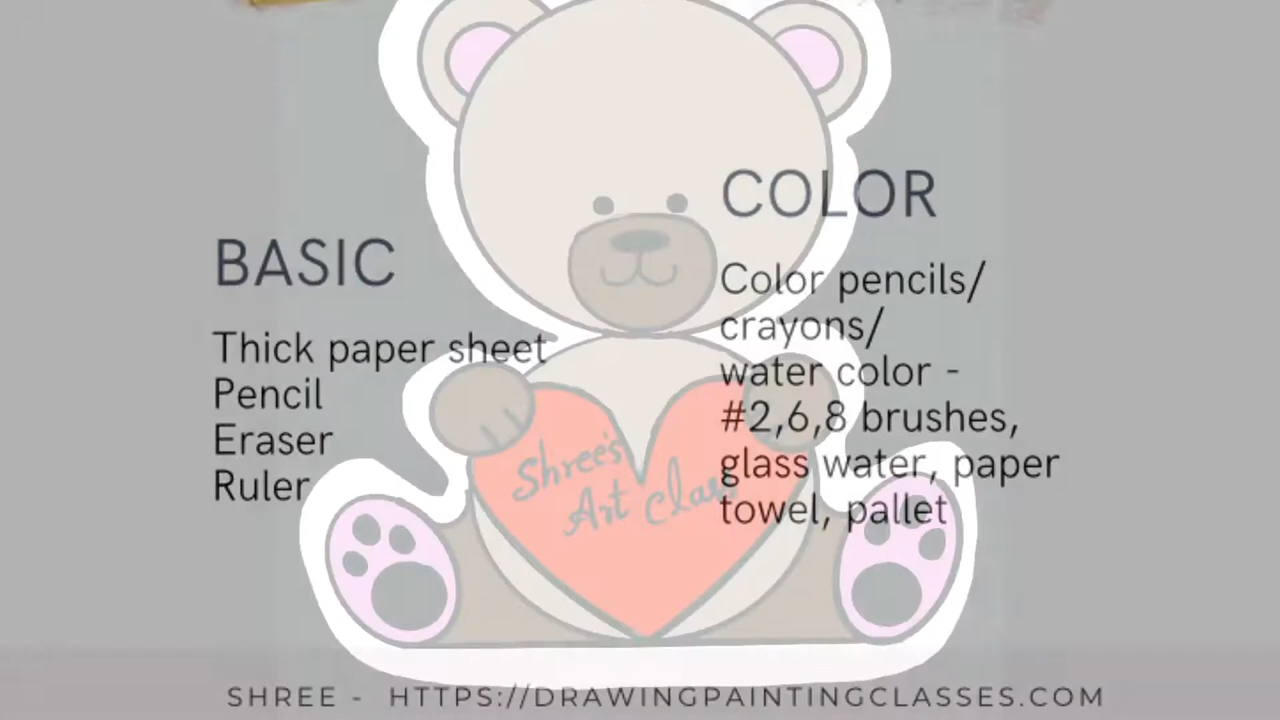 BASIC
Thick paper sheet
Pencil
Eraser
Ruler
COLOR
Color pencils/
crayons/
water color -
#2,6,8 brushes,
glass water, paper
towel, pallet
Shree's
Art Class
SHREE - HTTPS://DRAWINGPAINTINGCLASSES.COM